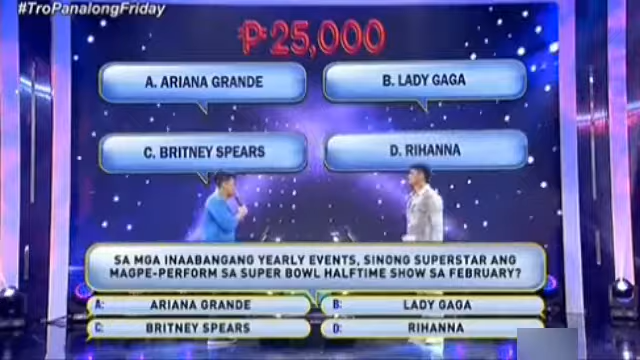 #TroPanalongFriday
₱25,000
A. ARIANA GRANDE
B. LADY GAGA
C. BRITNEY SPEARS
D. RIHANNA
SA MGA INAABANGANG YEARLY EVENTS, SINONG SUPERSTAR ANG
MAGPE-PERFORM SA SUPER BOWL HALFTIME SHOW SA FEBRUARY?
A: ARIANA GRANDE
B: LADY GAGA
C: BRITNEY SPEARS
D: RIHANNA